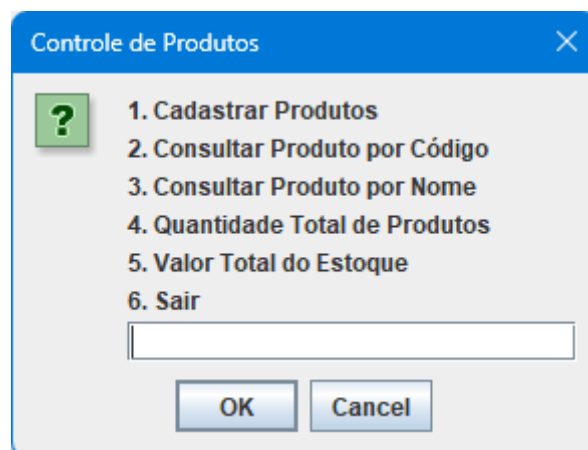 Controle de Produtos
1. Cadastrar Produtos
2. Consultar Produto por Código
3. Consultar Produto por Nome
4. Quantidade Total de Produtos
5. Valor Total do Estoque
6. Sair
OK
Cancel